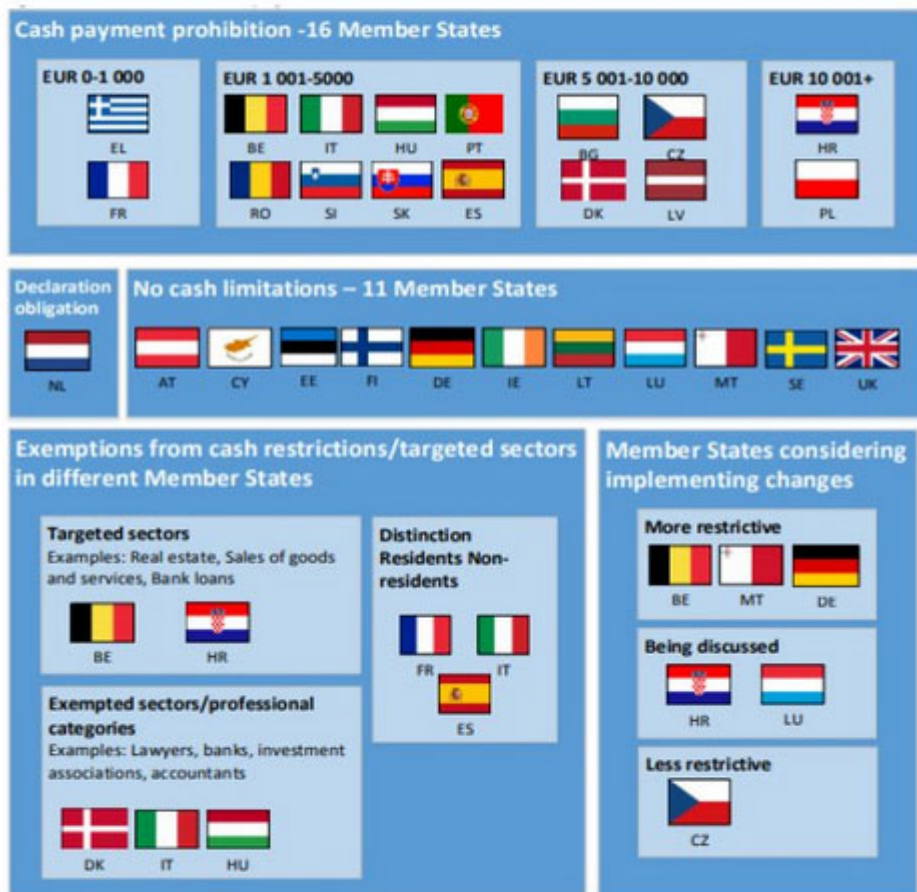 Cash payment prohibition -16 Member States
EUR 0-1 000
EL
FR
EUR 1 001-5000
BE IT HU PT
RO SI SK ES
EUR 5 001-10 000
BG CZ
DK LV
EUR 10 001+
HR
PL
Declaration
obligation
NL
No cash limitations – 11 Member States
AT CY EE FI DE IE LT LU MT SE UK
Exemptions from cash restrictions/targeted sectors
in different Member States
Targeted sectors
Examples: Real estate, Sales of goods
and services, Bank loans
BE HR
Exempted sectors/professional
categories
Examples: Lawyers, banks, investment
associations, accountants
DK IT HU
Distinction
Residents Non-
residents
FR IT
ES
Member States considering
implementing changes
More restrictive
BE MT DE
Being discussed
HR LU
Less restrictive
CZ